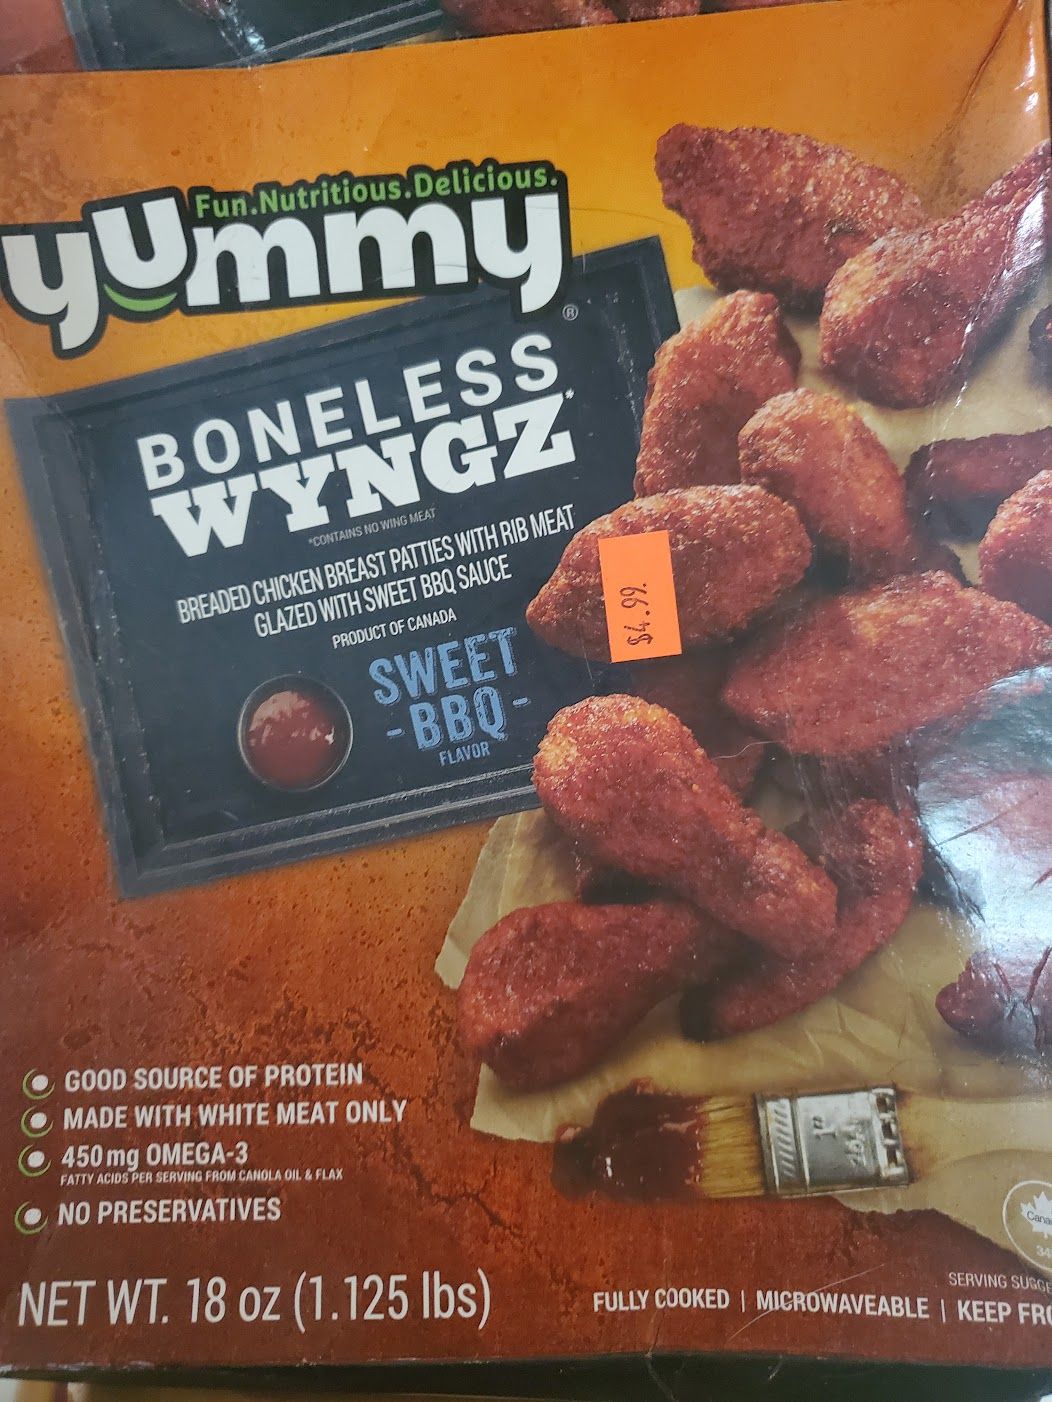 Fun.Nutritious.Delicious.
yummy
®
BONELESS
WYNGZ*
*CONTAINS NO WING MEAT
BREADED CHICKEN BREAST PATTIES WITH RIB MEAT
GLAZED WITH SWEET BBQ SAUCE
PRODUCT OF CANADA
SWEET
-BBQ-
FLAVOR
$4.99.
GOOD SOURCE OF PROTEIN
MADE WITH WHITE MEAT ONLY
450 mg OMEGA-3
FATTY ACIDS PER SERVING FROM CANOLA OIL & FLAX
NO PRESERVATIVES
NET WT. 18 oz (1.125 lbs)
SERVING
FULLY COOKED | MICROWAVEABLE | KEEP